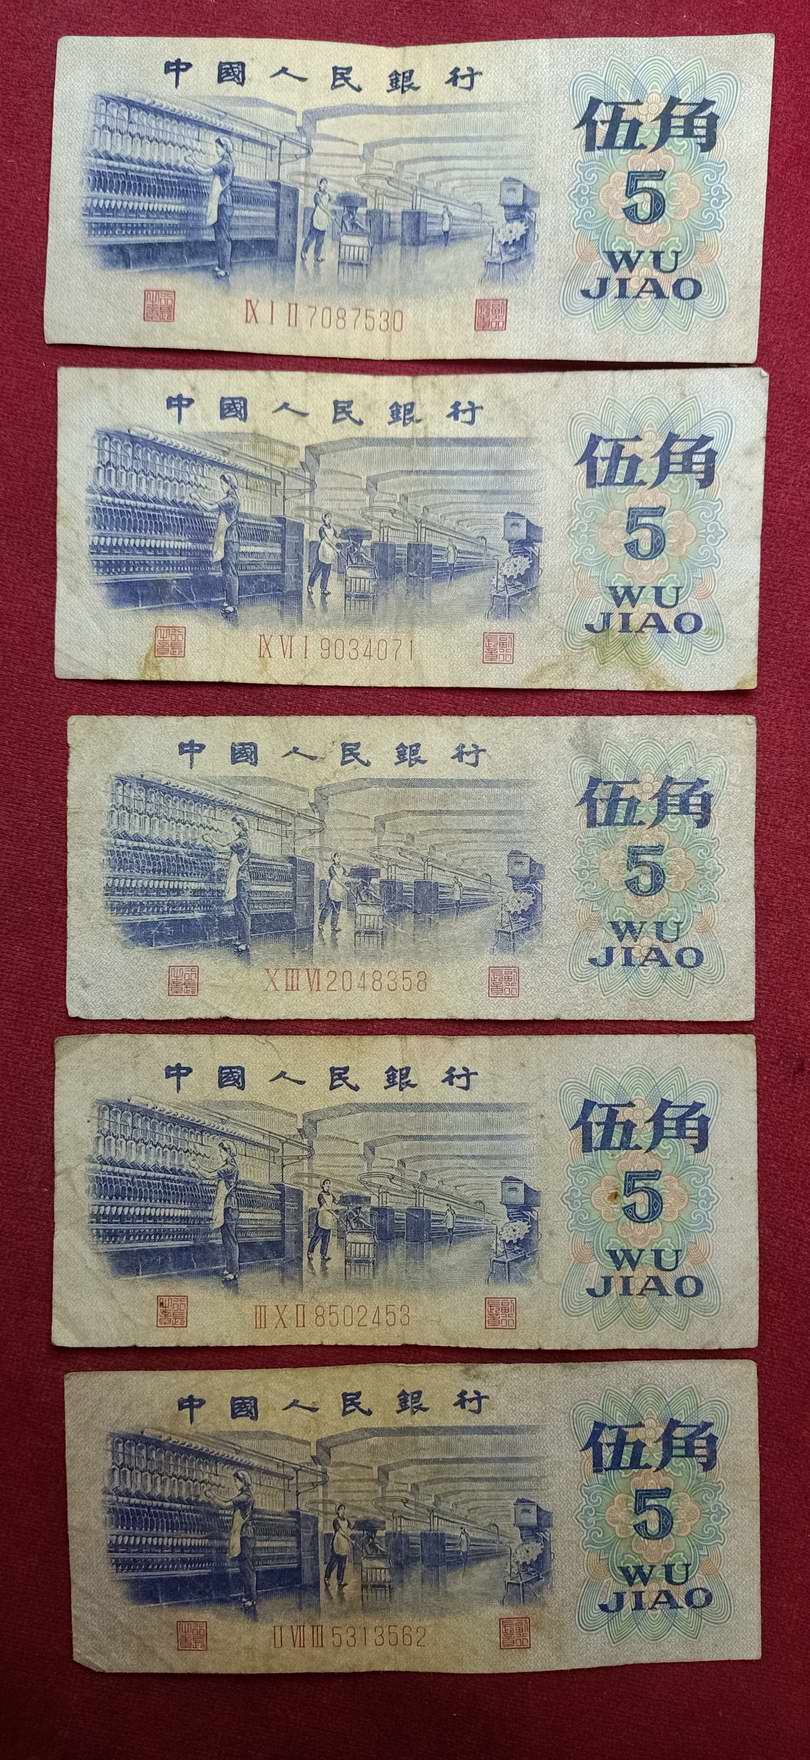 中國人民銀行
伍角
5
WU
JIAO
IX I II 7087530
中國人民銀行
伍角
5
WU
JIAO
IX VI I 9034071
中國人民銀行
伍角
5
WU
JIAO
X III VI 2048358
中國人民銀行
伍角
5
WU
JIAO
III X II 8502453
中國人民銀行
伍角
5
WU
JIAO
II VII III 5313562